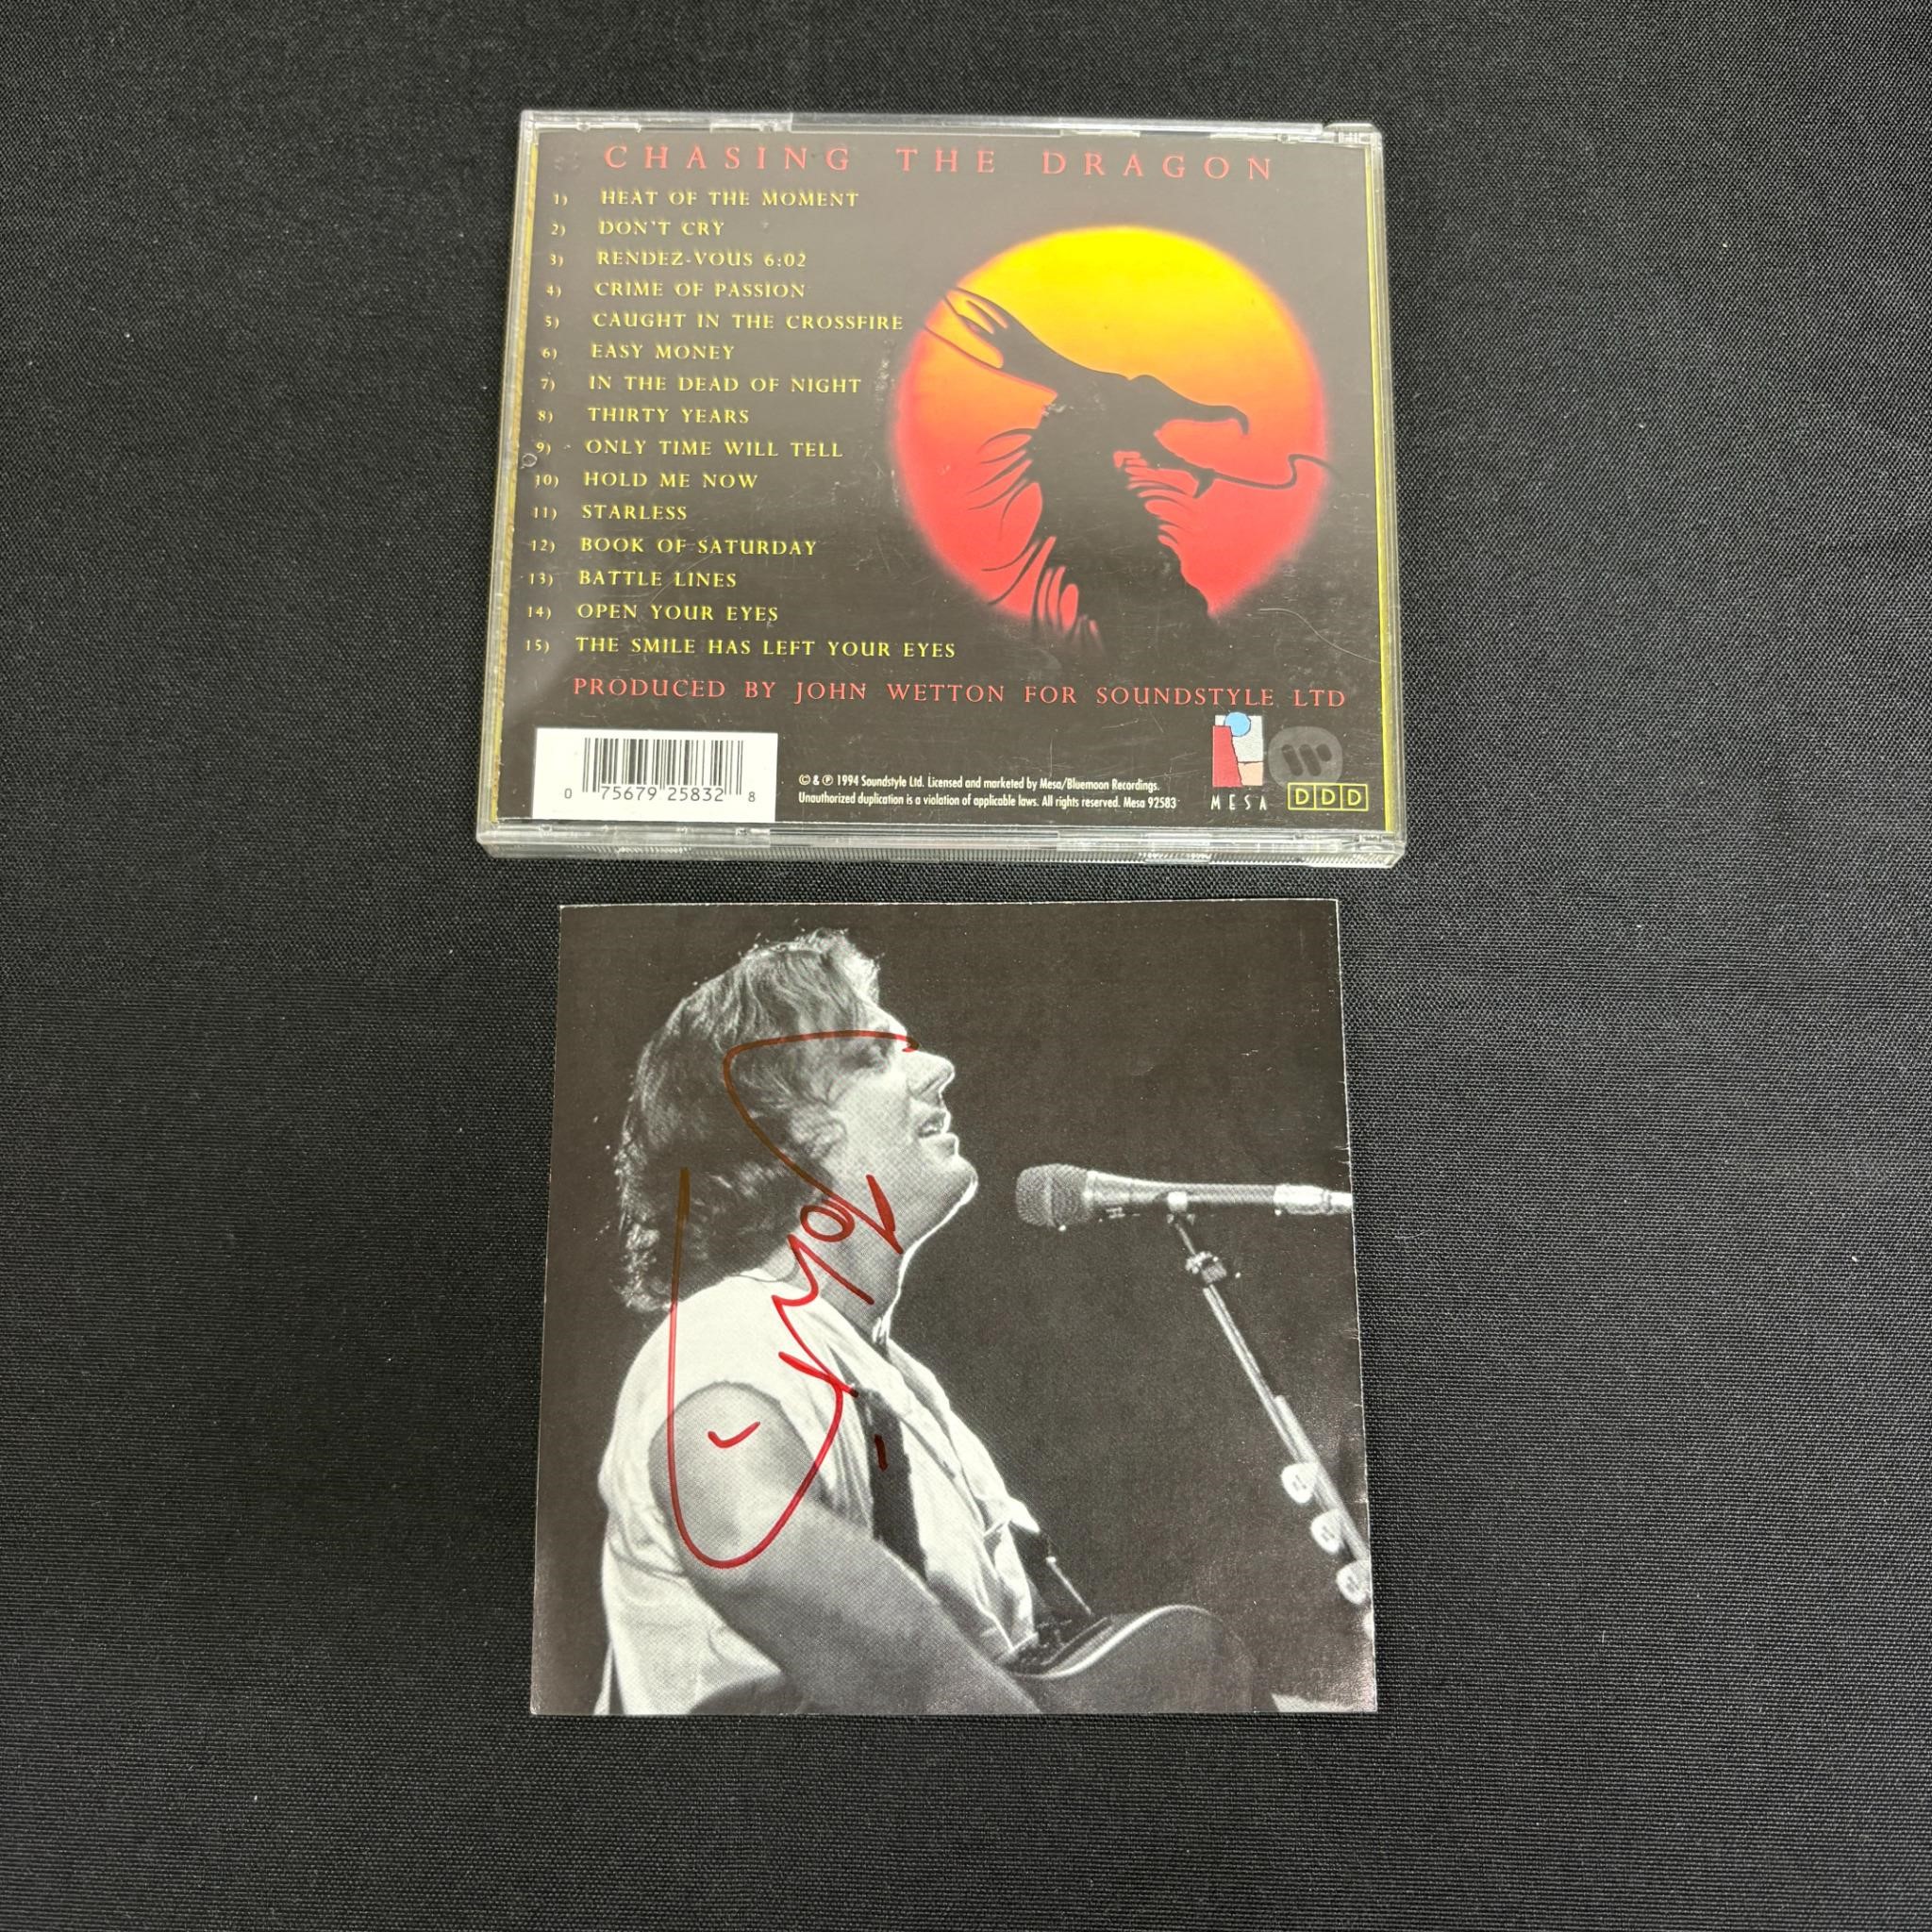 CHASING THE DRAGON
1) HEAT OF THE MOMENT
2) DON'T CRY
3) RENDEZ-VOUS 6:02
4) CRIME OF PASSION
5) CAUGHT IN THE CROSSFIRE
6) EASY MONEY
7) IN THE DEAD OF NIGHT
8) THIRTY YEARS
9) ONLY TIME WILL TELL
10) HOLD ME NOW
11) STARLESS
12) BOOK OF SATURDAY
13) BATTLE LINES
14) OPEN YOUR EYES
15) THE SMILE HAS LEFT YOUR EYES
PRODUCED BY JOHN WETTON FOR SOUNDSTYLE LTD
0 75679 25832 8
© & ℗ 1994 Soundstyle Ltd. Licensed and marketed by Mesa/Bluemoon Recordings.
Unauthorized duplication is a violation of applicable laws. All rights reserved. Mesa 92583
MESA
DDD